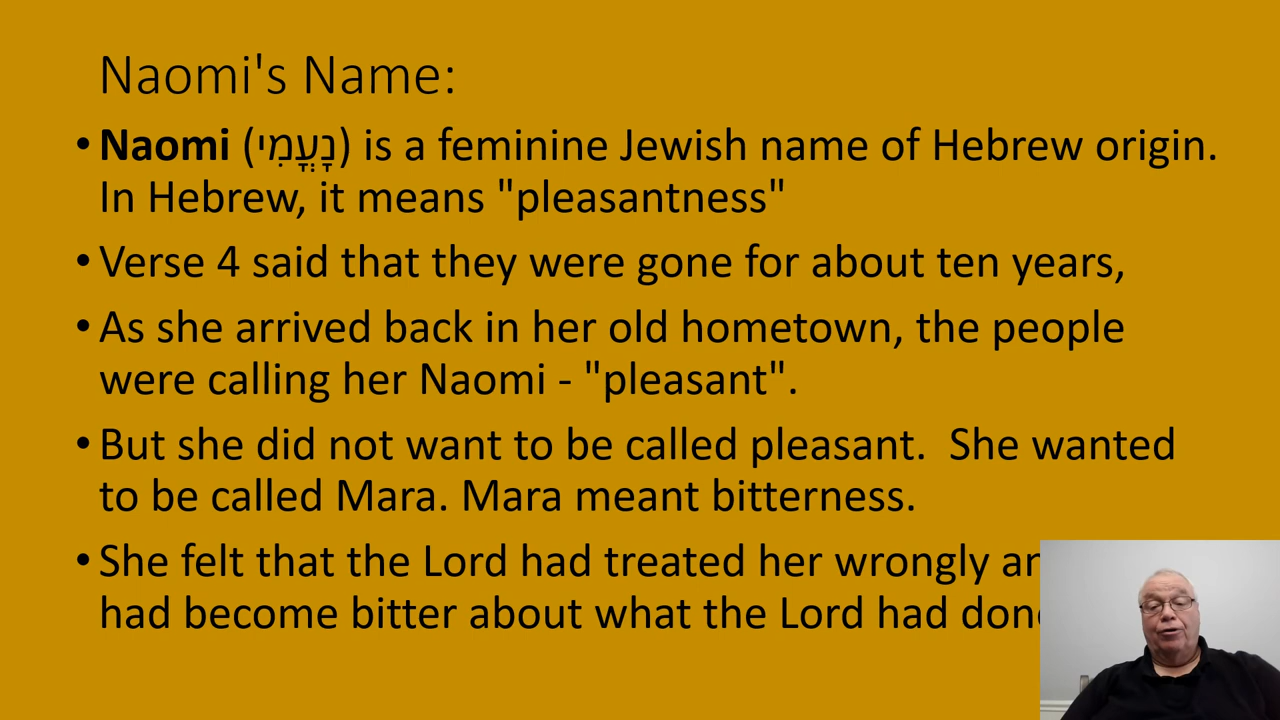 Naomi's Name:
• Naomi (נָעֳמִי) is a feminine Jewish name of Hebrew origin.
In Hebrew, it means "pleasantness"
• Verse 4 said that they were gone for about ten years,
• As she arrived back in her old hometown, the people
were calling her Naomi - "pleasant".
• But she did not want to be called pleasant.  She wanted
to be called Mara. Mara meant bitterness.
• She felt that the Lord had treated her wrongly
had become bitter about what the Lord had